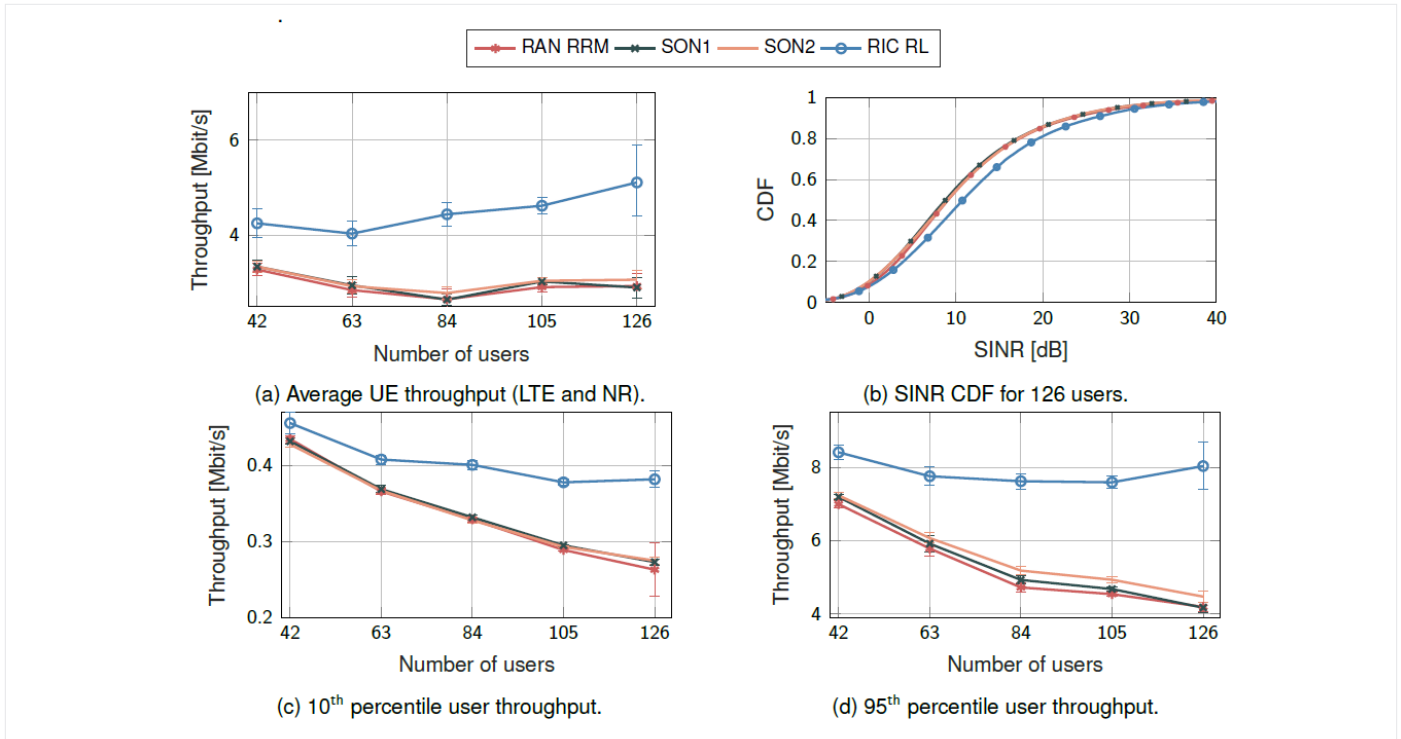 RAN RRM SON1 SON2 RIC RL
Throughput [Mbit/s]
6
4
42 63 84 105 126
Number of users
(a) Average UE throughput (LTE and NR).
CDF
1
0.8
0.6
0.4
0.2
0
0 10 20 30 40
SINR [dB]
(b) SINR CDF for 126 users.
Throughput [Mbit/s]
0.4
0.3
0.2
42 63 84 105 126
Number of users
(c) 10th percentile user throughput.
Throughput [Mbit/s]
8
6
4
42 63 84 105 126
Number of users
(d) 95th percentile user throughput.